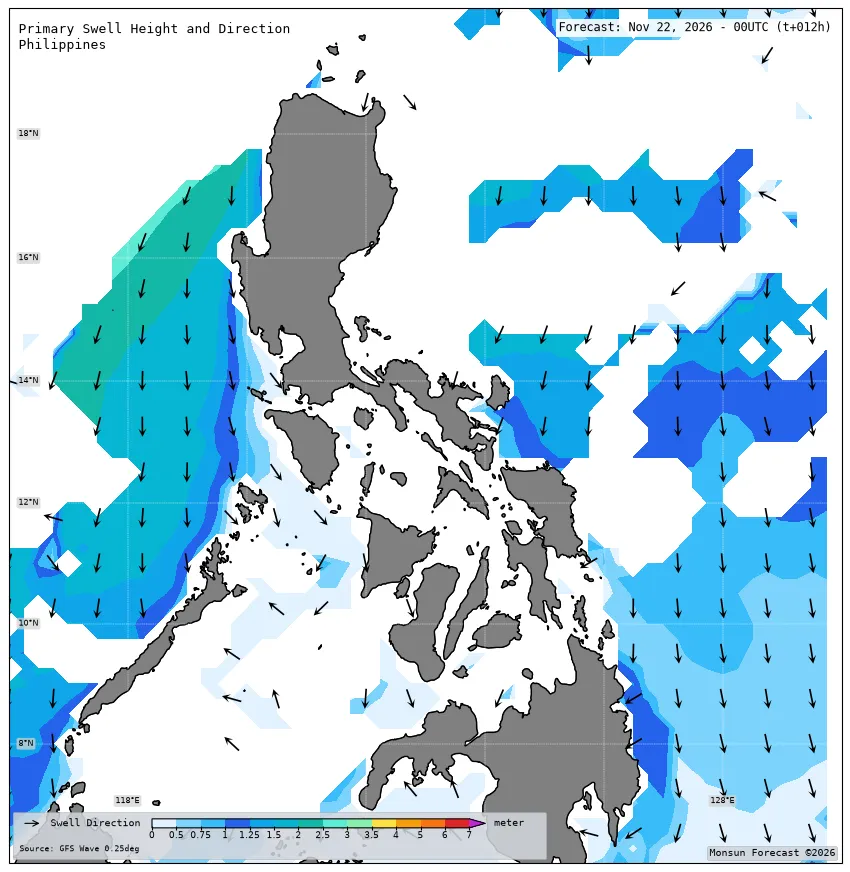 Primary Swell Height and Direction
Philippines
Forecast: Nov 22, 2026 - 00UTC (t+012h)
18°N
16°N
14°N
12°N
10°N
8°N
118°E
128°E
Swell Direction
0 0.5 0.75 1 1.25 1.5 2 2.5 3 3.5 4 5 6 7
meter
Source: GFS Wave 0.25deg
Monsun Forecast ©2026